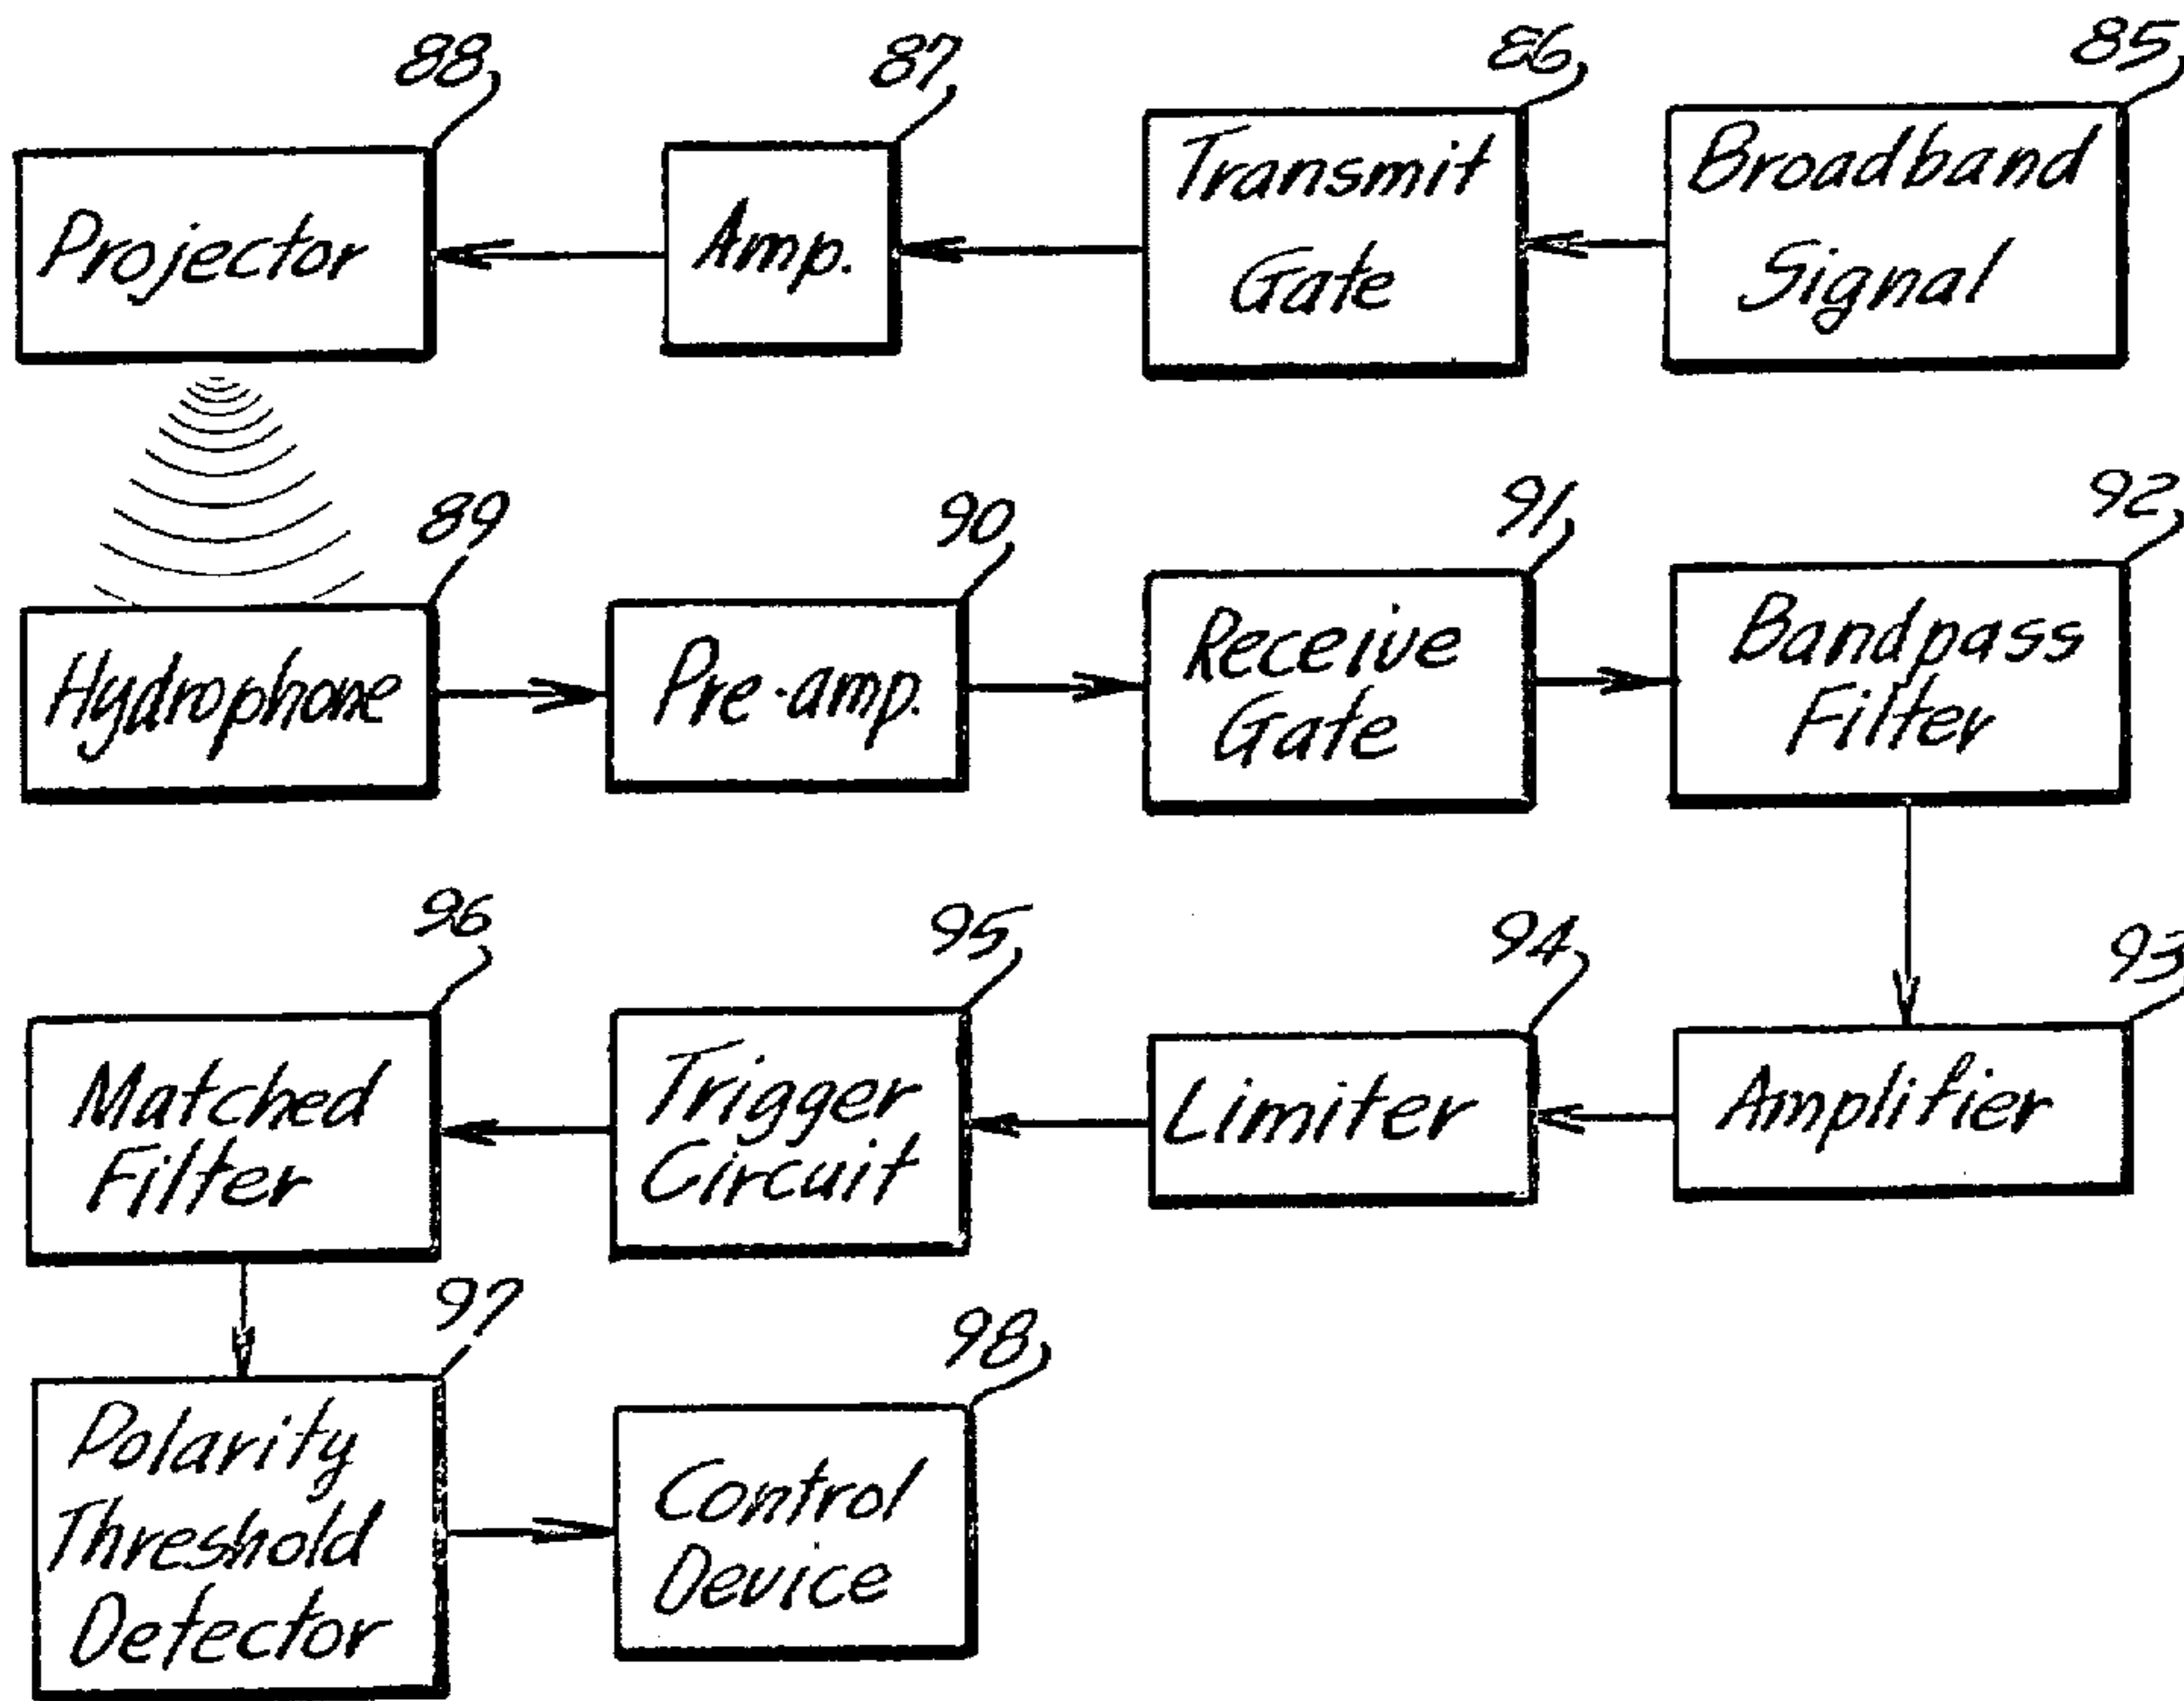 88
87
86
85
Projector
Amp.
Transmit
Gate
Broadband
Signal
89
90
91
92
Hydrophone
Pre-amp.
Receive
Gate
Bandpass
Filter
96
95
94
93
Matched
Filter
Trigger
Circuit
Limiter
Amplifier
97
98
Polarity
Threshold
Detector
Control
Device